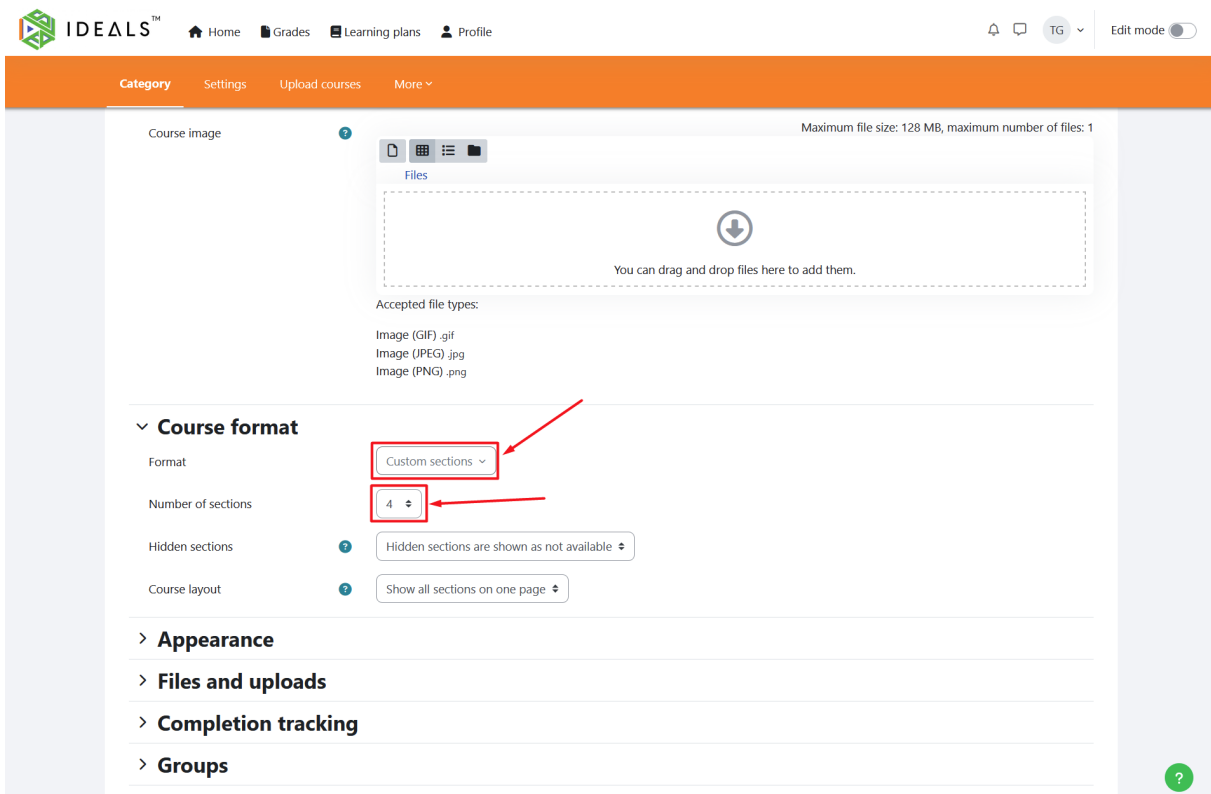 IDEALS™ Home Grades Learning plans Profile TG Edit mode
Category Settings Upload courses More
Course image ? Maximum file size: 128 MB, maximum number of files: 1
Files
You can drag and drop files here to add them.
Accepted file types:
Image (GIF) .gif
Image (JPEG) .jpg
Image (PNG) .png
Course format
Format Custom sections
Number of sections 4
Hidden sections ? Hidden sections are shown as not available
Course layout ? Show all sections on one page
Appearance
Files and uploads
Completion tracking
Groups
?